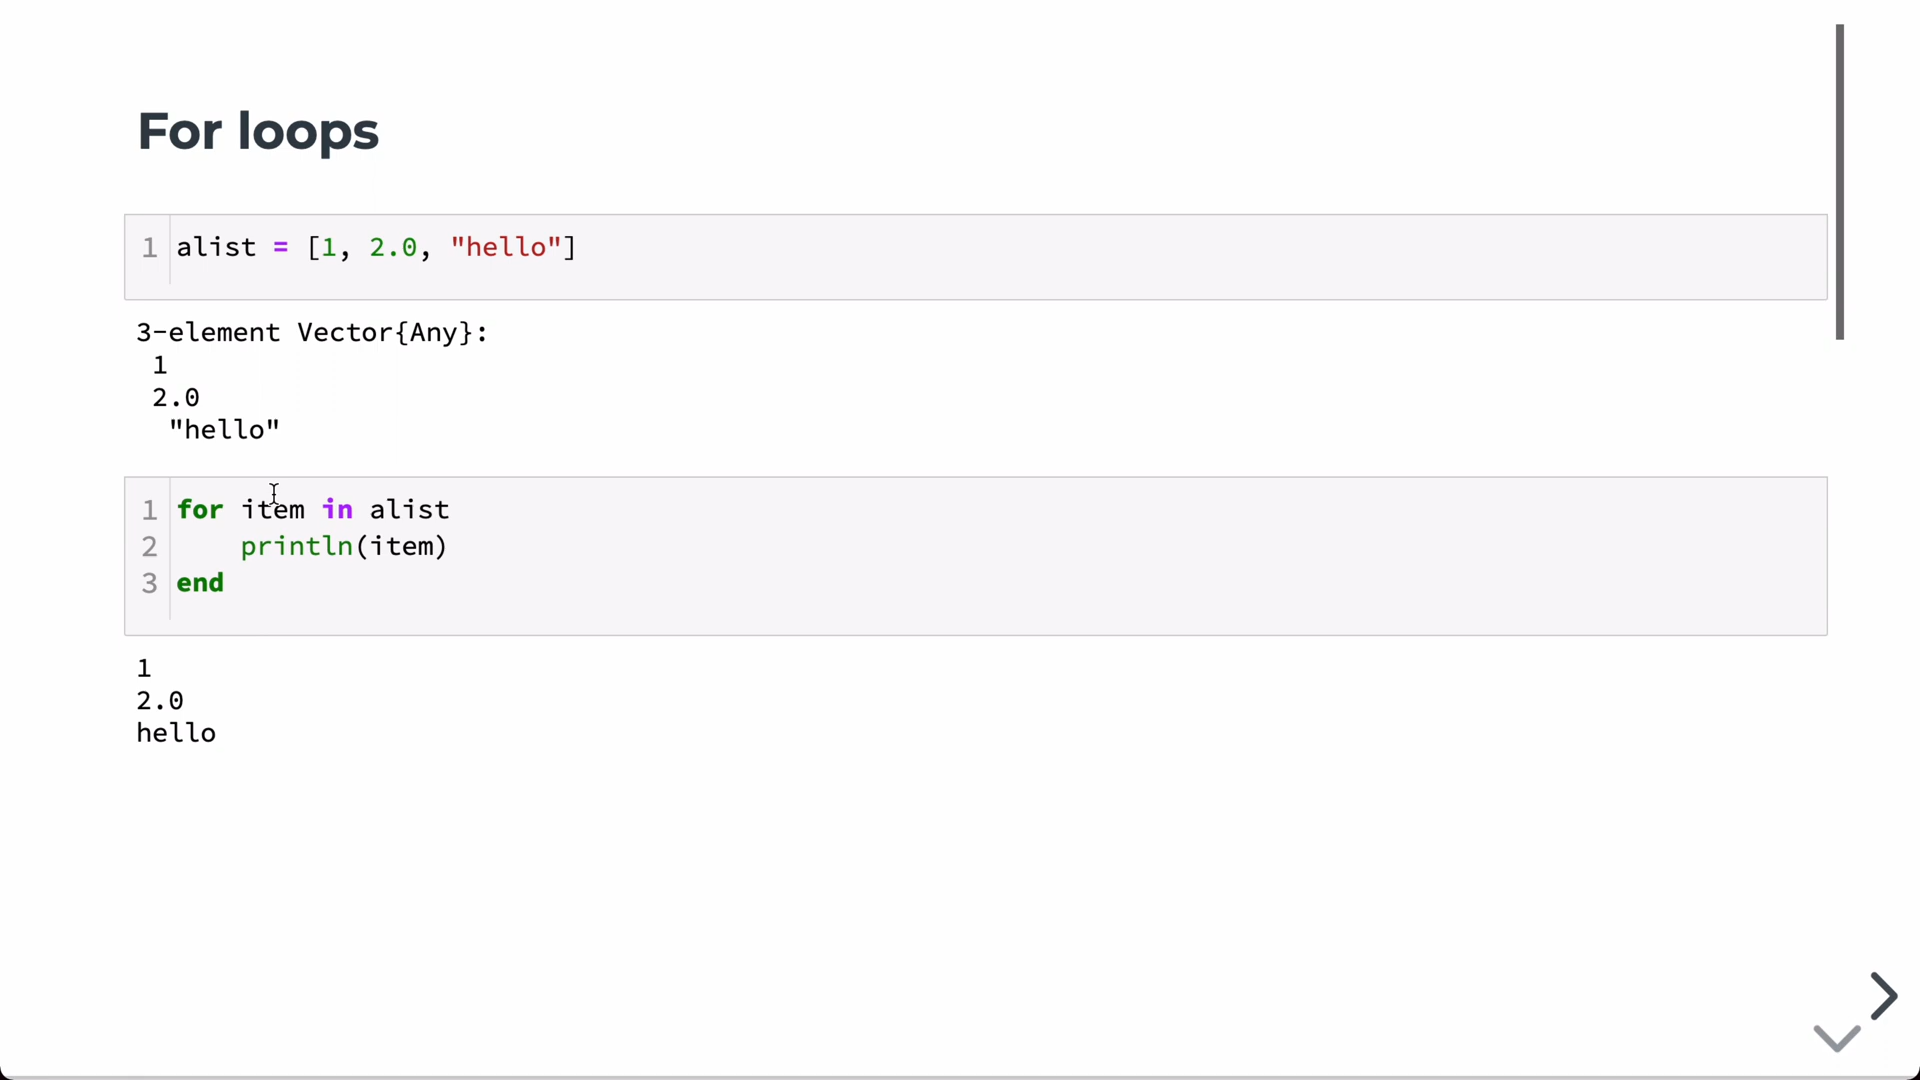 For loops
1 alist = [1, 2.0, "hello"]
3-element Vector{Any}:
 1
 2.0
  "hello"
1 for item in alist
2     println(item)
3 end
1
2.0
hello